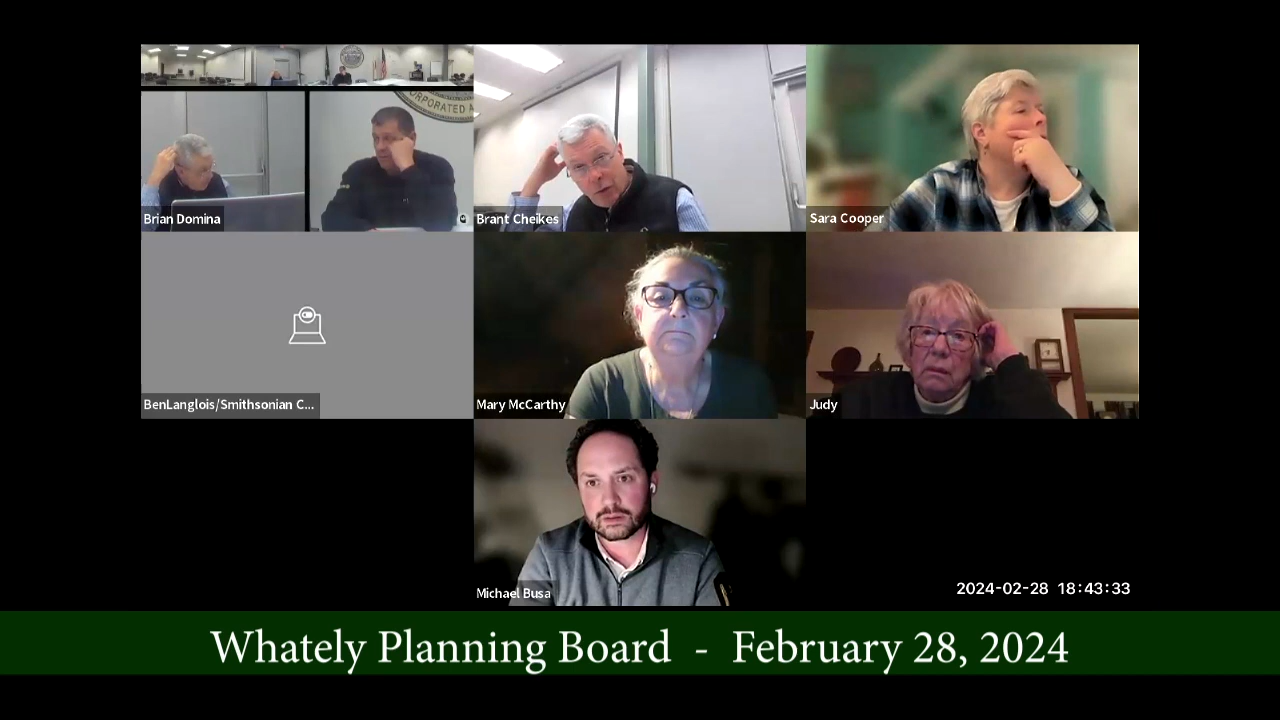 CORPORATED A
Brian Domina
Brant Cheikes
Sara Cooper
BenLanglois/Smithsonian C...
Mary McCarthy
Judy
Michael Busa
2024-02-28 18:43:33
Whately Planning Board - February 28, 2024